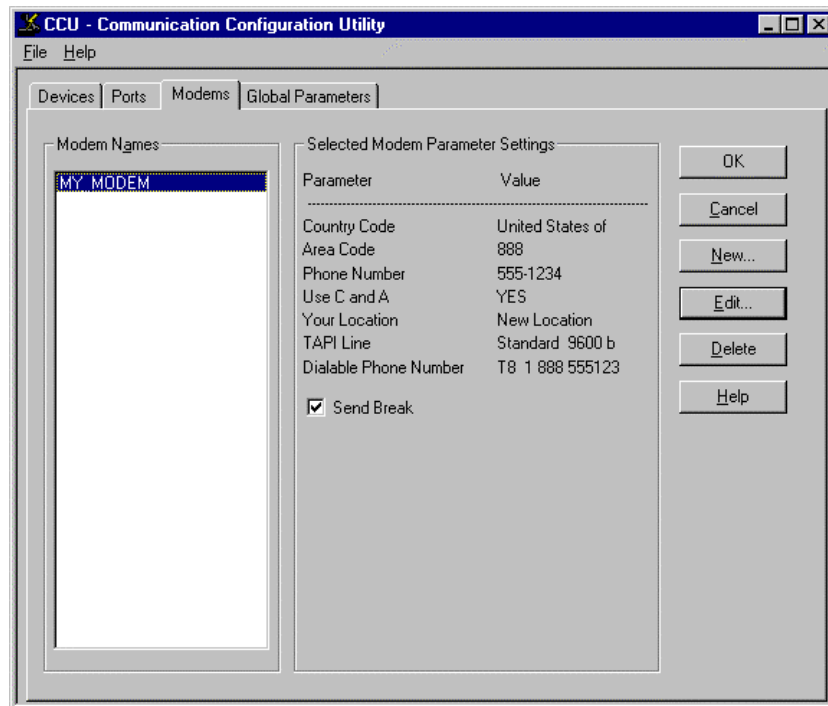 CCU - Communication Configuration Utility
File Help
Devices Ports Modems Global Parameters
Modem Names
MY MODEM
Selected Modem Parameter Settings
Parameter Value
Country Code United States of
Area Code 888
Phone Number 555-1234
Use C and A YES
Your Location New Location
TAPI Line Standard 9600 b
Dialable Phone Number T8 1 888 555123
Send Break
OK
Cancel
New...
Edit...
Delete
Help